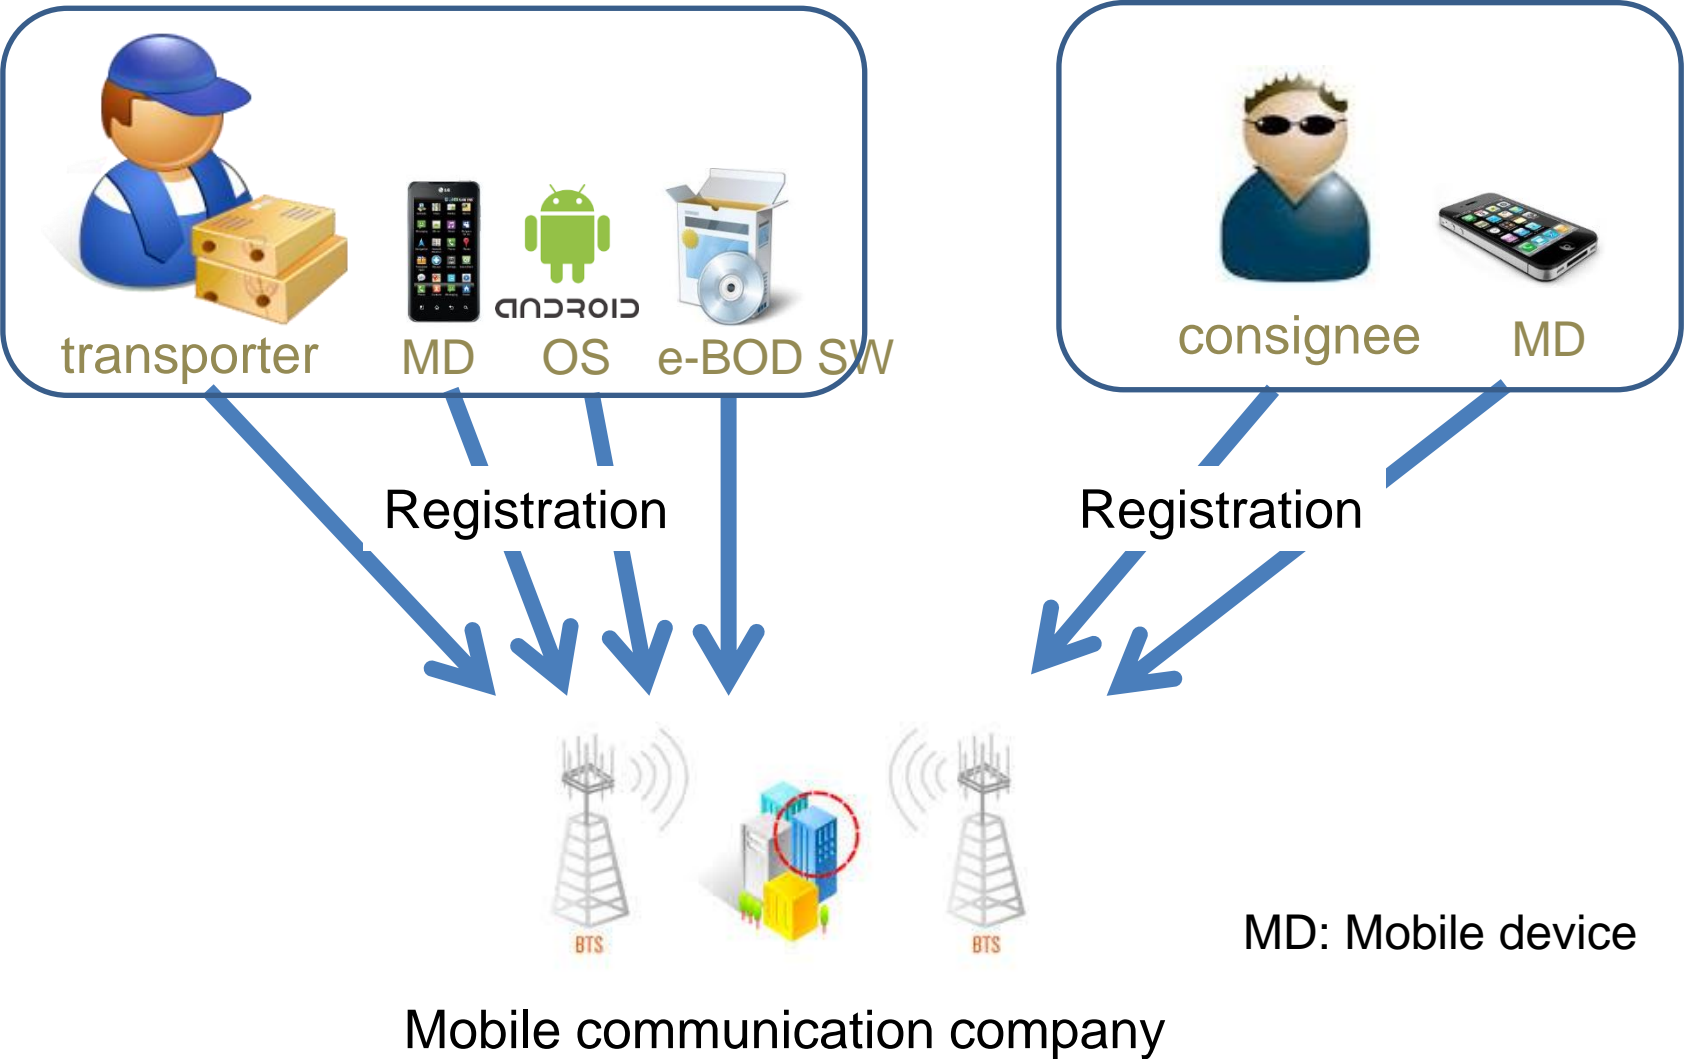 ANDROID
transporter
MD
OS
e-BOD SW
consignee
MD
Registration
Registration
BTS
BTS
MD: Mobile device
Mobile communication company